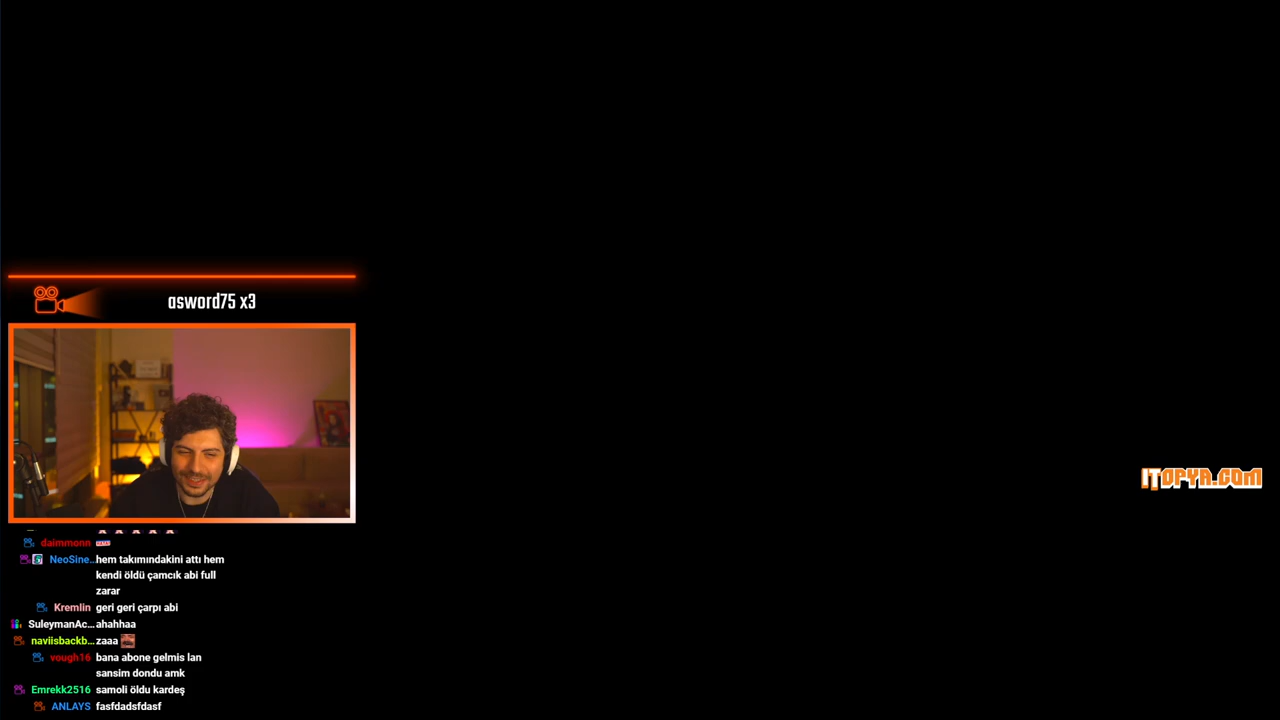 asword75 x3
ITOPYA.COM
daimmonn
NeoSine... hem takımındakini attı hem
kendi öldü çamcık abi full
zarar
Kremlin geri geri çarpı abi
SuleymanAc... ahahhaa
naviisbackb... zaaa
vough16 bana abone gelmis lan
sansim dondu amk
Emrekk2516 samoli öldu kardeş
ANLAYS fasfdadsfdasf